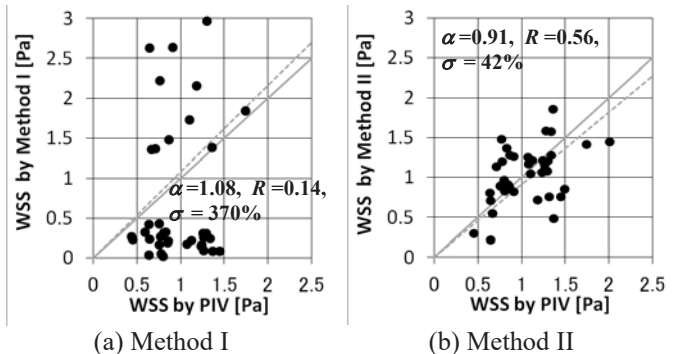 3
2.5
2
1.5
1
0.5
0
WSS by Method I [Pa]
α=1.08, R=0.14,
σ = 370%
0 0.5 1 1.5 2 2.5
WSS by PIV [Pa]
(a) Method I
3
2.5
2
1.5
1
0.5
0
WSS by Method II [Pa]
α=0.91, R=0.56,
σ = 42%
0 0.5 1 1.5 2 2.5
WSS by PIV [Pa]
(b) Method II